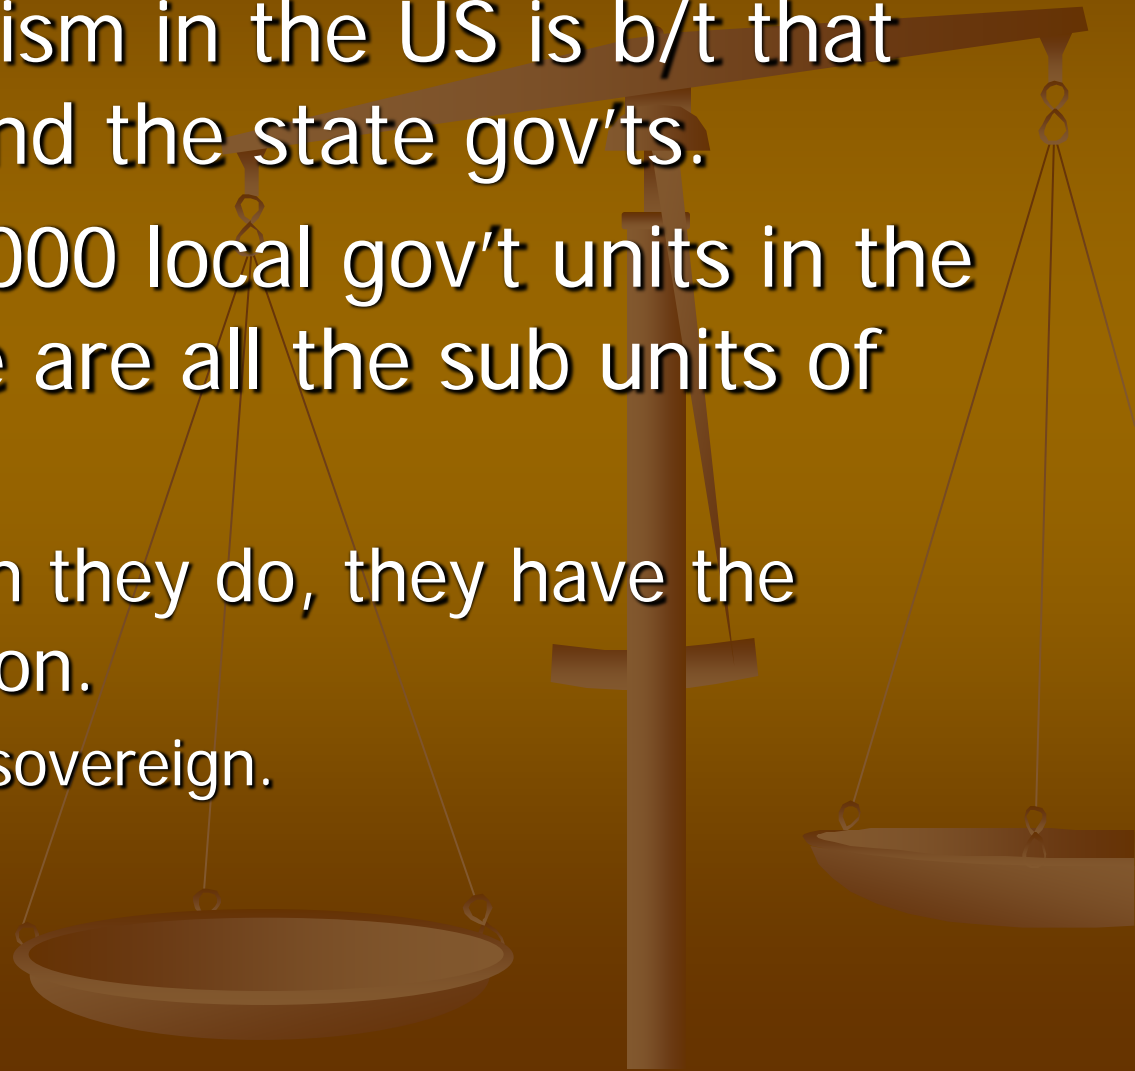 ism in the US is b/t that
nd the state gov'ts.
000 local gov't units in the
e are all the sub units of
n they do, they have the
on.
sovereign.